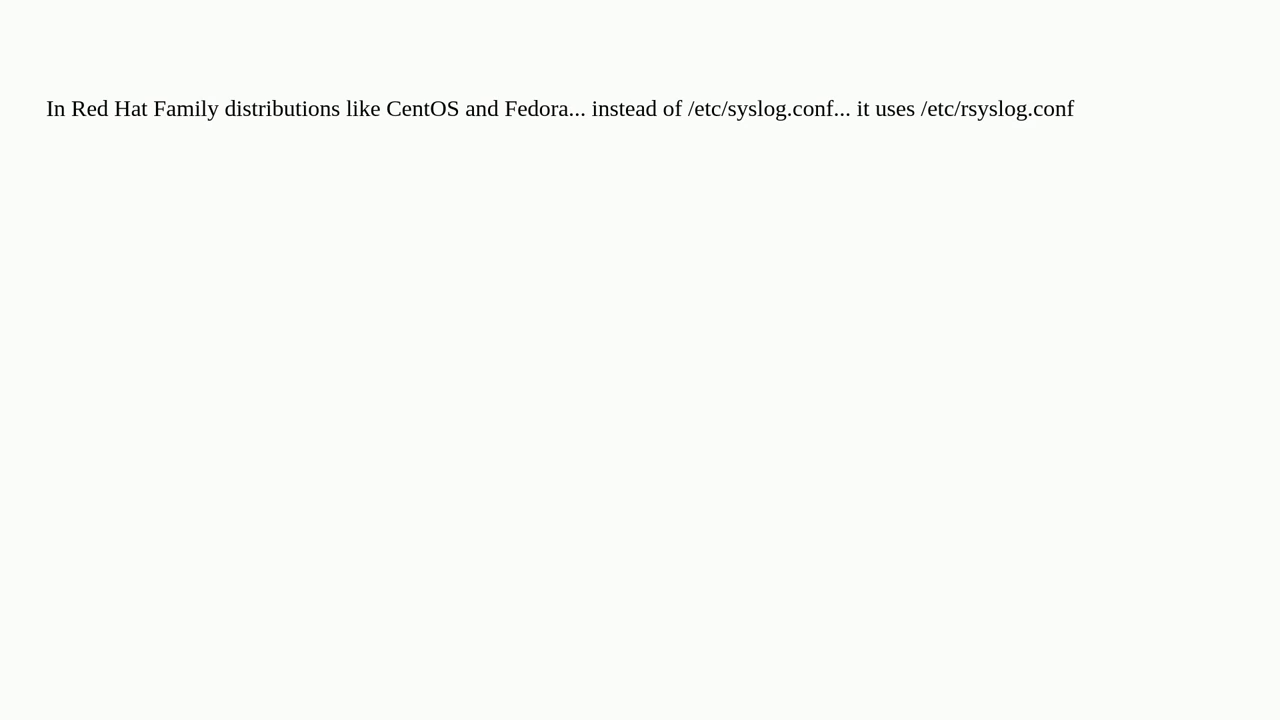 In Red Hat Family distributions like CentOS and Fedora... instead of /etc/syslog.conf... it uses /etc/rsyslog.conf